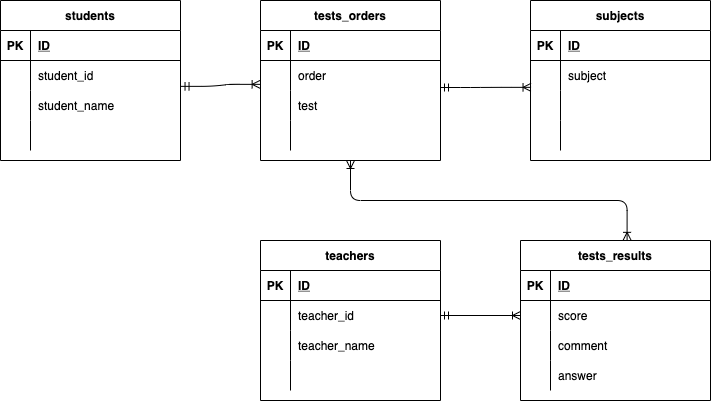 students
PK ID
student_id
student_name
tests_orders
PK ID
order
test
subjects
PK ID
subject
teachers
PK ID
teacher_id
teacher_name
tests_results
PK ID
score
comment
answer